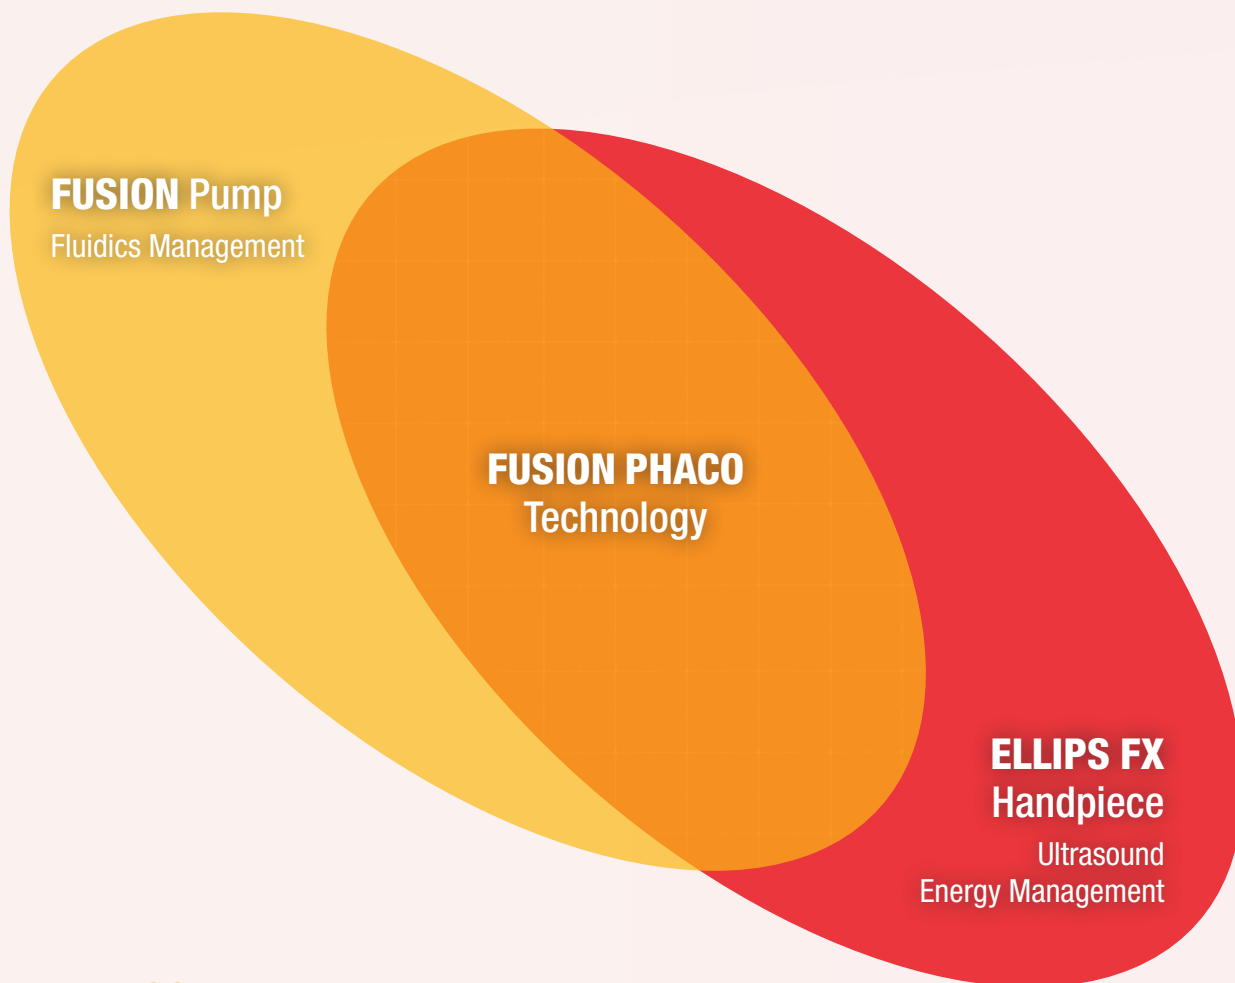 FUSION Pump
Fluidics Management
FUSION PHACO
Technology
ELLIPS FX
Handpiece
Ultrasound
Energy Management